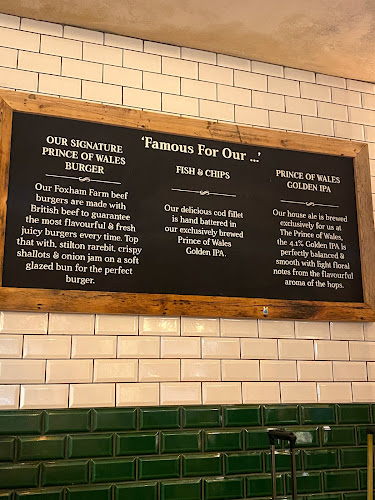 'Famous For Our ...'
OUR SIGNATURE
PRINCE OF WALES
BURGER
Our Foxham Farm beef
burgers are made with
British beef to guarantee
the most flavourful & fresh
juicy burgers every time. Top
that with, stilton rarebit, crispy
shallots & onion jam on a soft
glazed bun for the perfect
burger.
FISH & CHIPS
Our delicious cod fillet
is hand battered in
our exclusively brewed
Prince of Wales
Golden IPA.
PRINCE OF WALES
GOLDEN IPA
Our house ale is brewed
exclusively for us at
The Prince of Wales,
the 4.1% Golden IPA is
perfectly balanced &
smooth with light floral
notes from the flavourful
aroma of the hops.